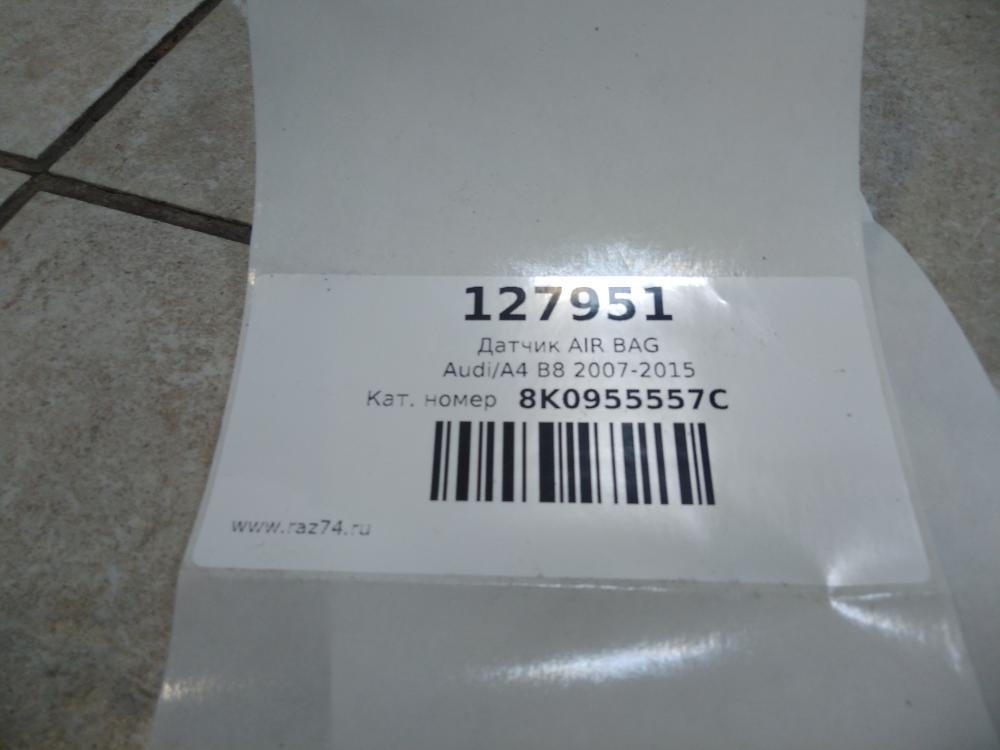 127951
Датчик AIR BAG
Audi/A4 B8 2007-2015
Кат. номер 8K0955557C
www.raz74.ru